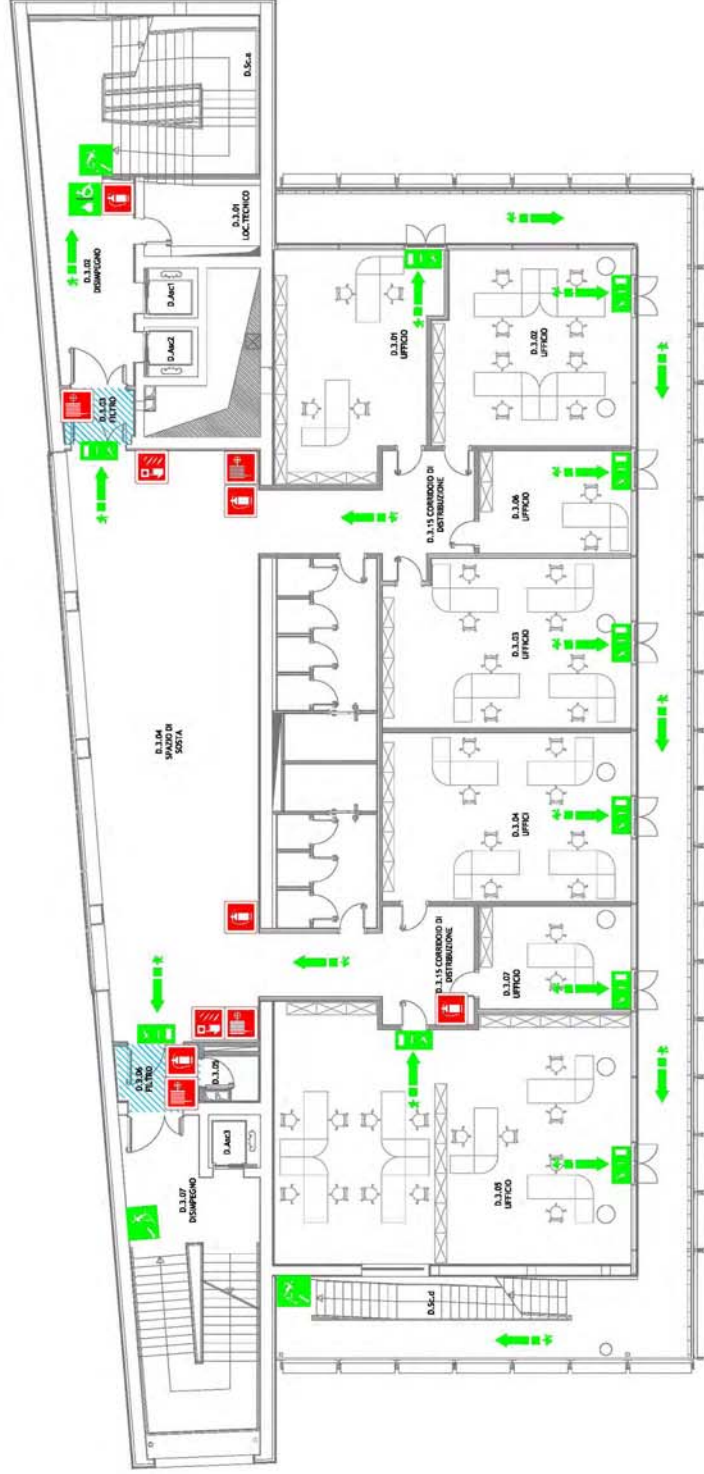 D.Sc.a
D.3.02
DISIMPEGNO
D.3.01
LOC.TECNICO
D.Asc1
D.Asc2
FILTRO
D.3.01
UFFICIO
D.3.02
UFFICIO
D.3.15 CORRIDOIO DI
DISTRIBUZIONE
D.3.06
UFFICIO
D.3.03
UFFICIO
D.3.04
SPAZIO DI
SOSTA
D.3.04
UFFICI
D.3.15 CORRIDOIO DI
DISTRIBUZIONE
D.3.07
UFFICIO
D.3.06
FILTRO
D.3.05
D.Asc3
D.3.07
DISIMPEGNO
D.3.05
UFFICIO
D.Sc.d